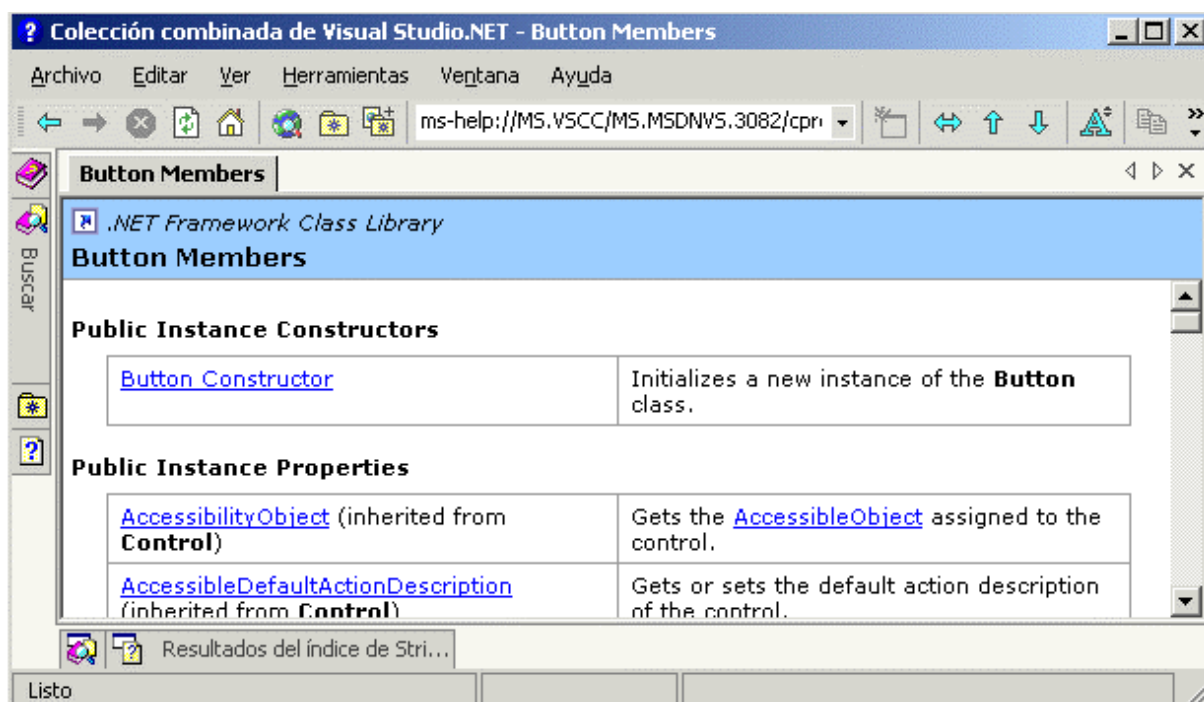 Colección combinada de Visual Studio.NET - Button Members
Archivo Editar Ver Herramientas Ventana Ayuda
ms-help://MS.VSCC/MS.MSDNVS.3082/cpr
Button Members
.NET Framework Class Library
Button Members
Buscar
Public Instance Constructors
Button Constructor
Initializes a new instance of the Button
class.
Public Instance Properties
AccessibilityObject (inherited from
Control)
Gets the AccessibleObject assigned to the
control.
AccessibleDefaultActionDescription
(inherited from Control)
Gets or sets the default action description
of the control.
Resultados del índice de Stri...
Listo